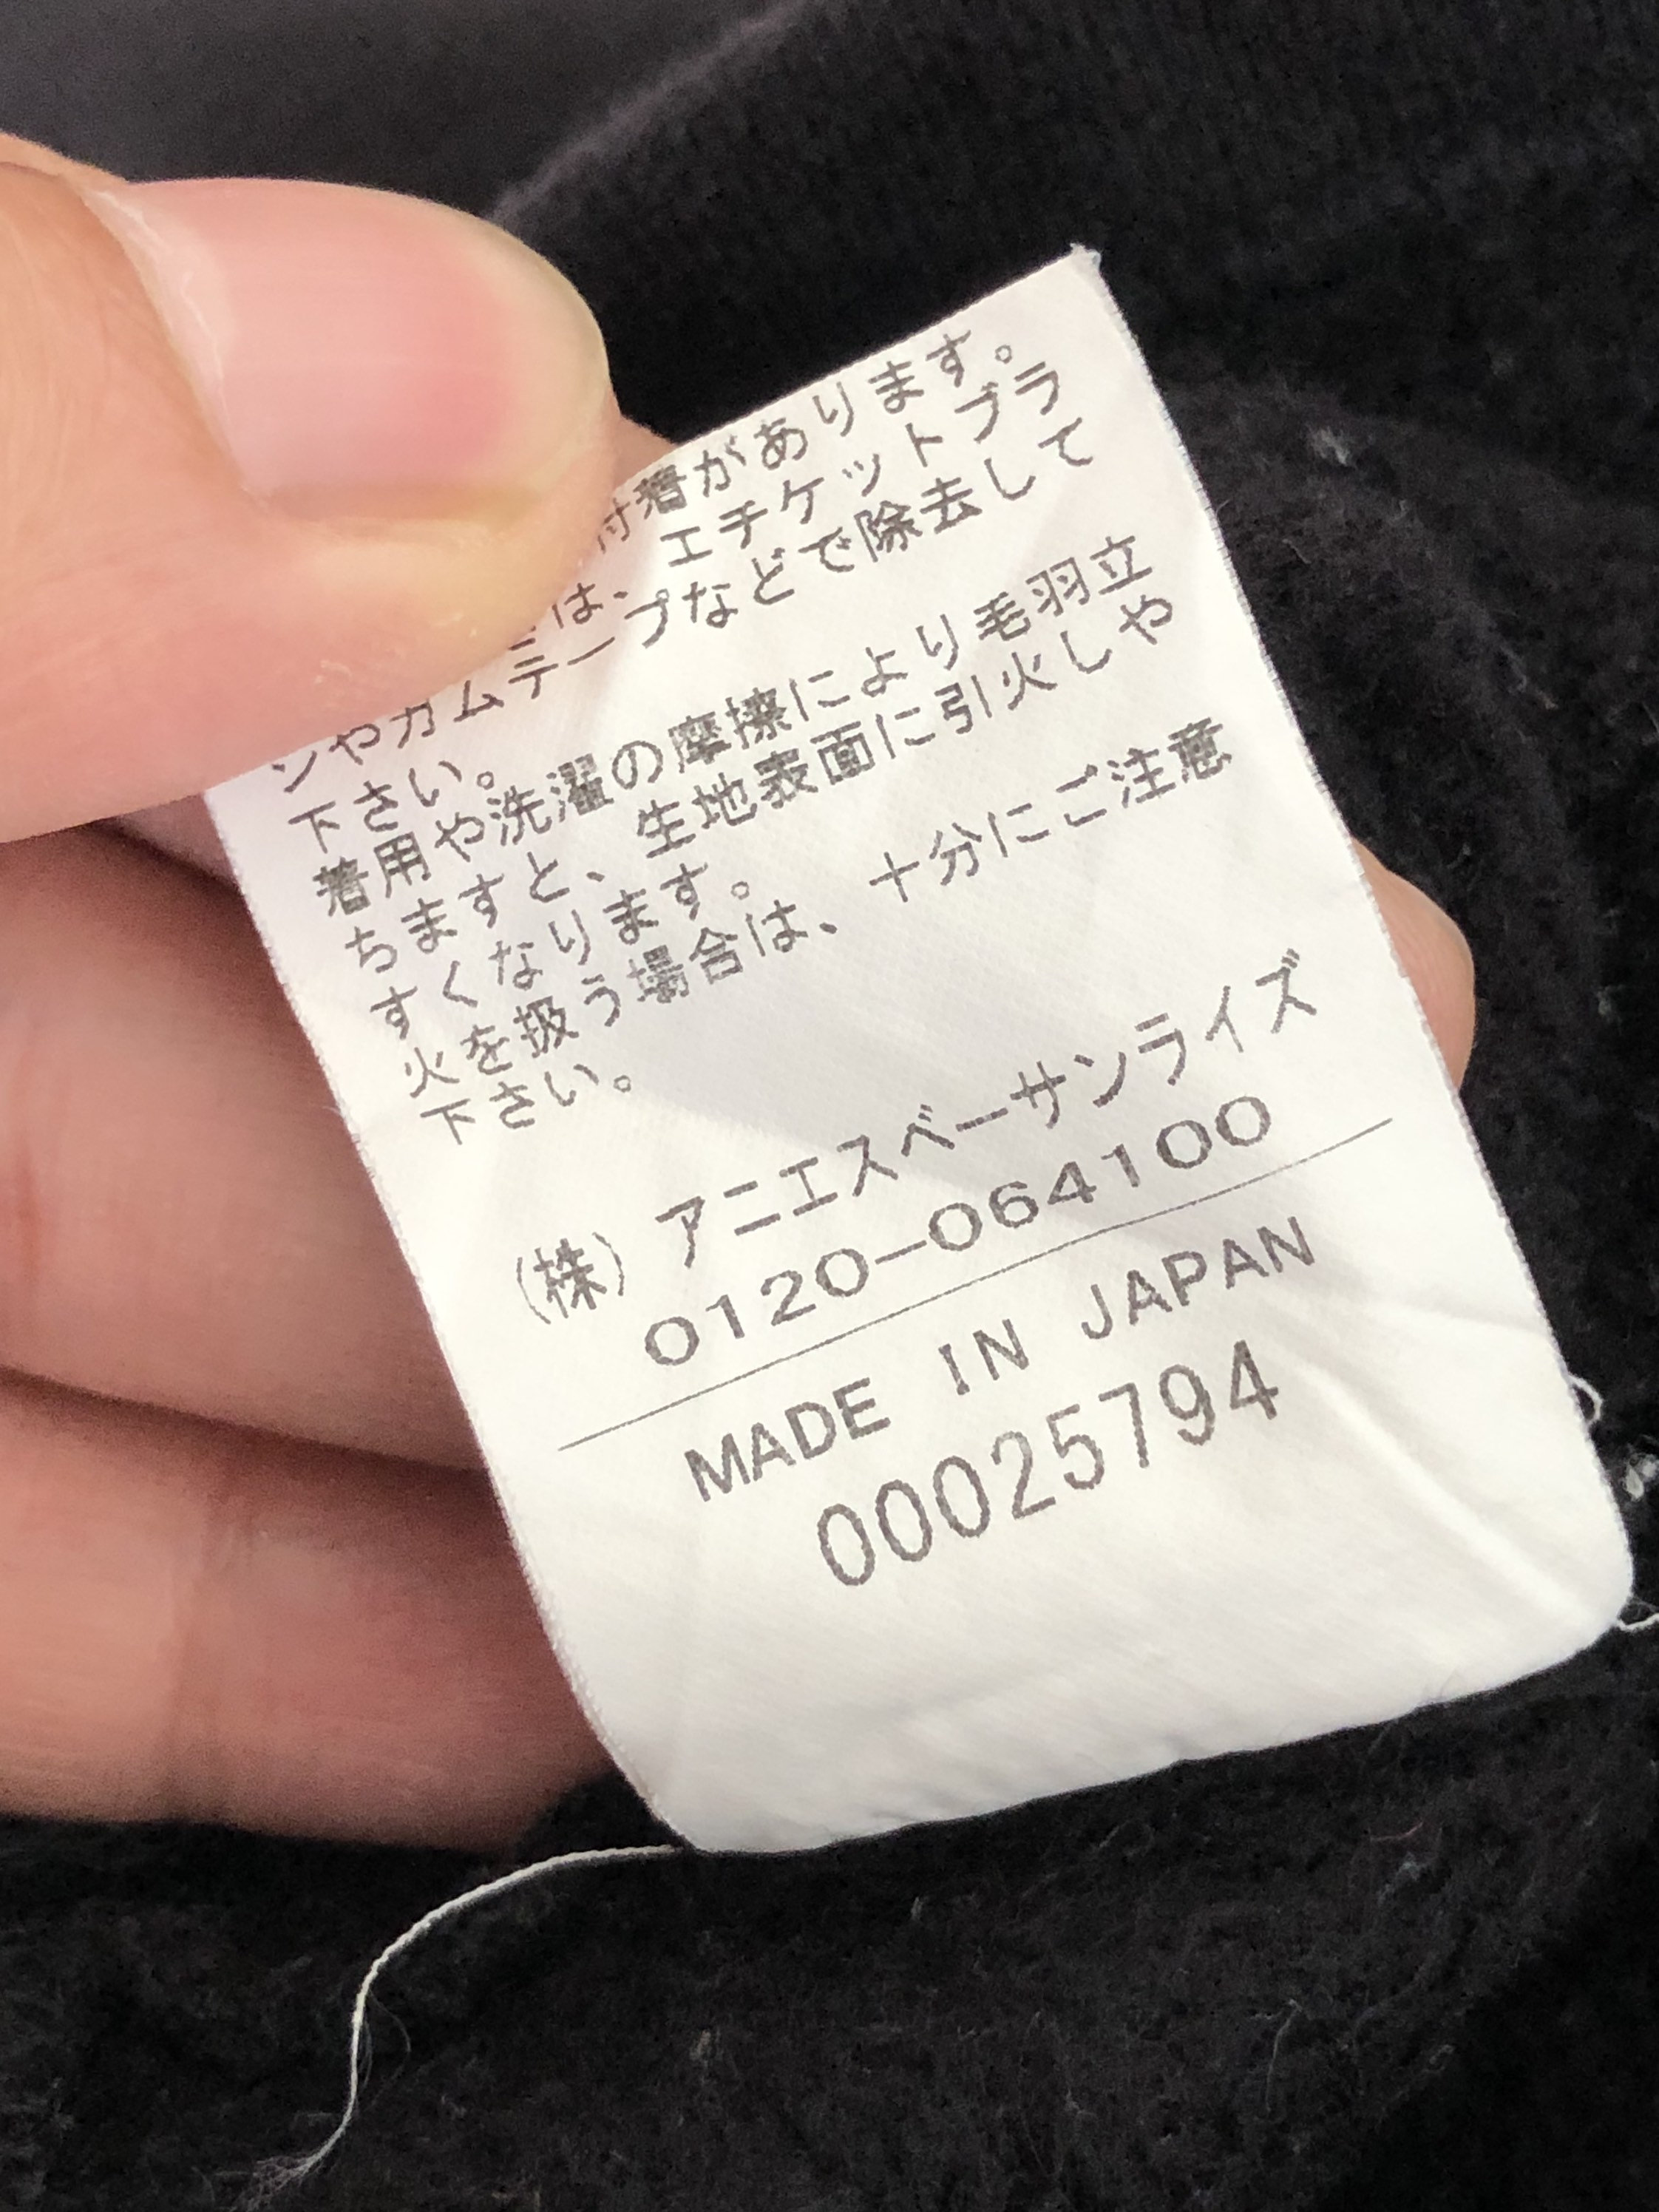 付着があります。
は、エチケットブラ
シやガムテープなどで除去して
下さい。
着用や洗濯の摩擦により毛羽立
ちますと、生地表面に引火しや
すくなります。
火を扱う場合は、十分にご注意
下さい。
(株) アニエスベーサンライズ
0120-064100
MADE IN JAPAN
00025794